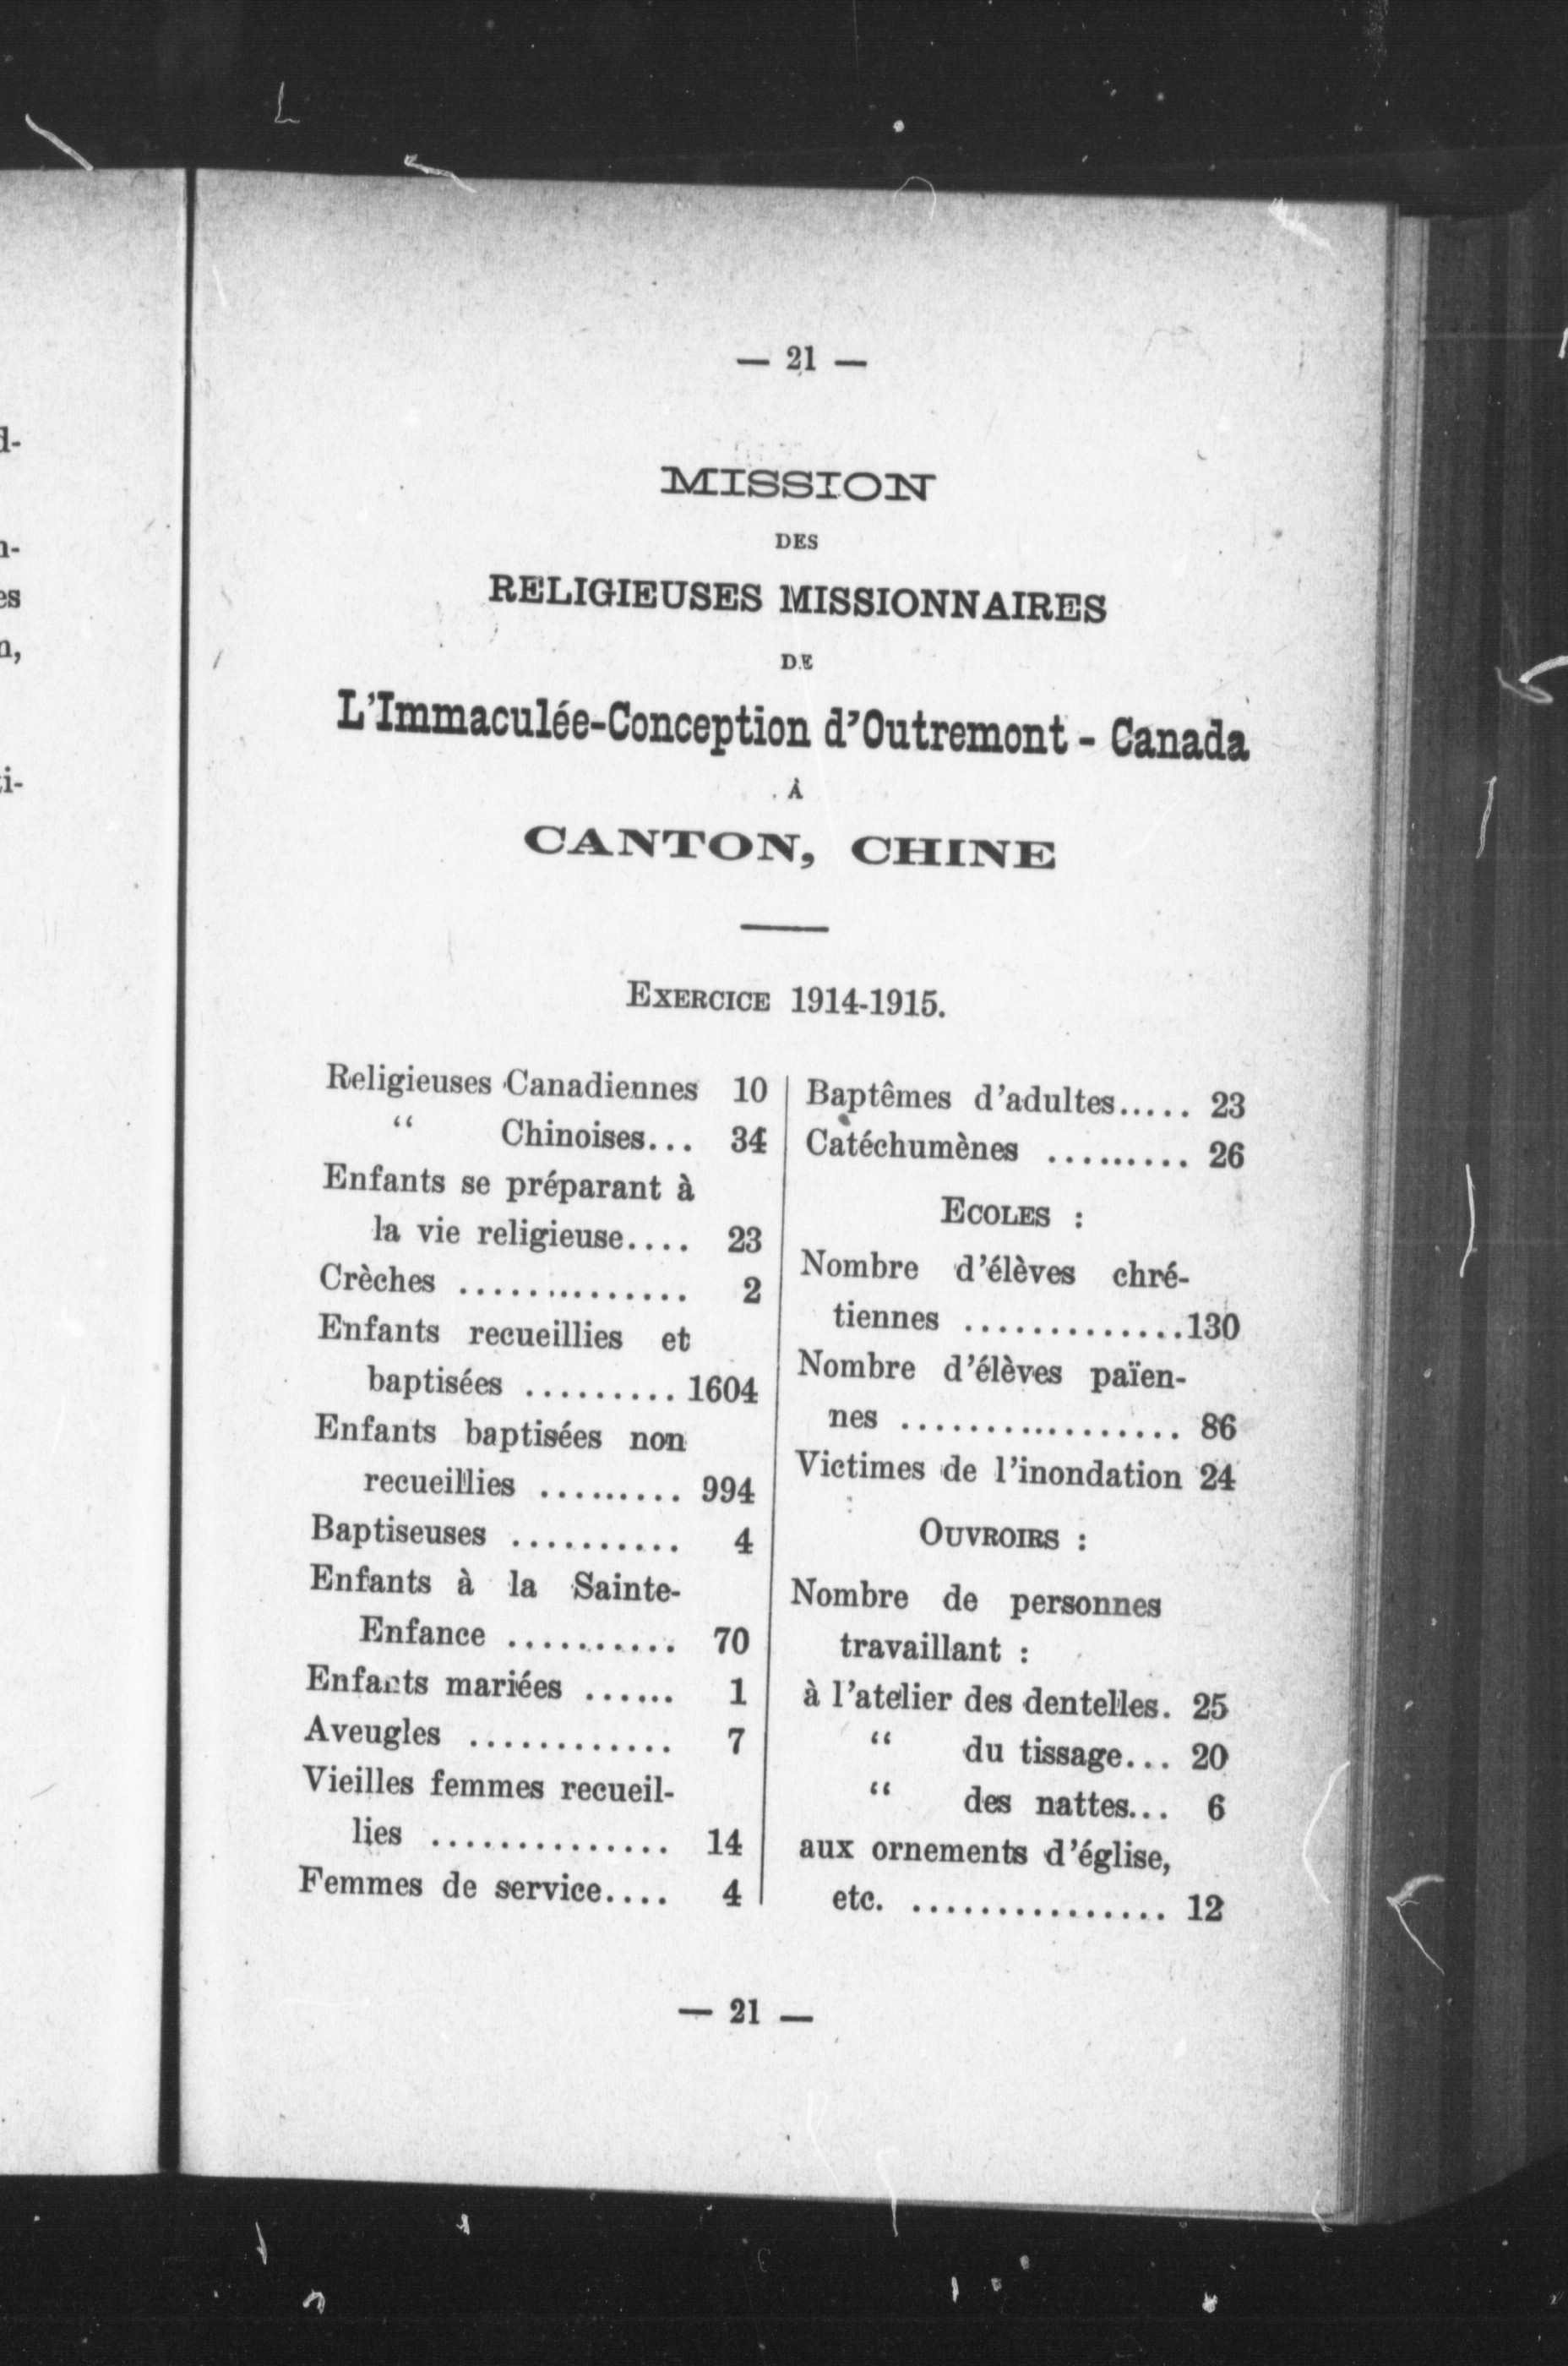 — 21 —
MISSION
DES
RELIGIEUSES MISSIONNAIRES
DE
L'Immaculée-Conception d'Outremont - Canada
À
CANTON, CHINE
EXERCICE 1914-1915.
Religieuses Canadiennes 10
“ Chinoises... 34
Enfants se préparant à
la vie religieuse.... 23
Crèches .............. 2
Enfants recueillies et
baptisées ......... 1604
Enfants baptisées non
recueillies ......... 994
Baptiseuses .......... 4
Enfants à la Sainte-
Enfance .......... 70
Enfants mariées ...... 1
Aveugles ............ 7
Vieilles femmes recueil-
lies .............. 14
Femmes de service.... 4
Baptêmes d'adultes..... 23
Catéchumènes ......... 26
ECOLES :
Nombre d'élèves chré-
tiennes .............130
Nombre d'élèves païen-
nes ................. 86
Victimes de l'inondation 24
OUVROIRS :
Nombre de personnes
travaillant :
à l'atelier des dentelles. 25
“ du tissage... 20
“ des nattes... 6
aux ornements d'église,
etc. ............... 12
— 21 —